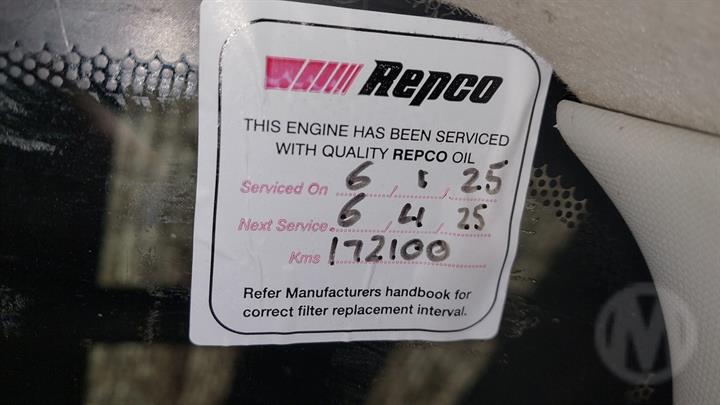 Repco
THIS ENGINE HAS BEEN SERVICED
WITH QUALITY REPCO OIL
Serviced On 6 / 1 / 25
Next Service 6 / 4 / 25
Kms 172100
Refer Manufacturers handbook for
correct filter replacement interval.
M